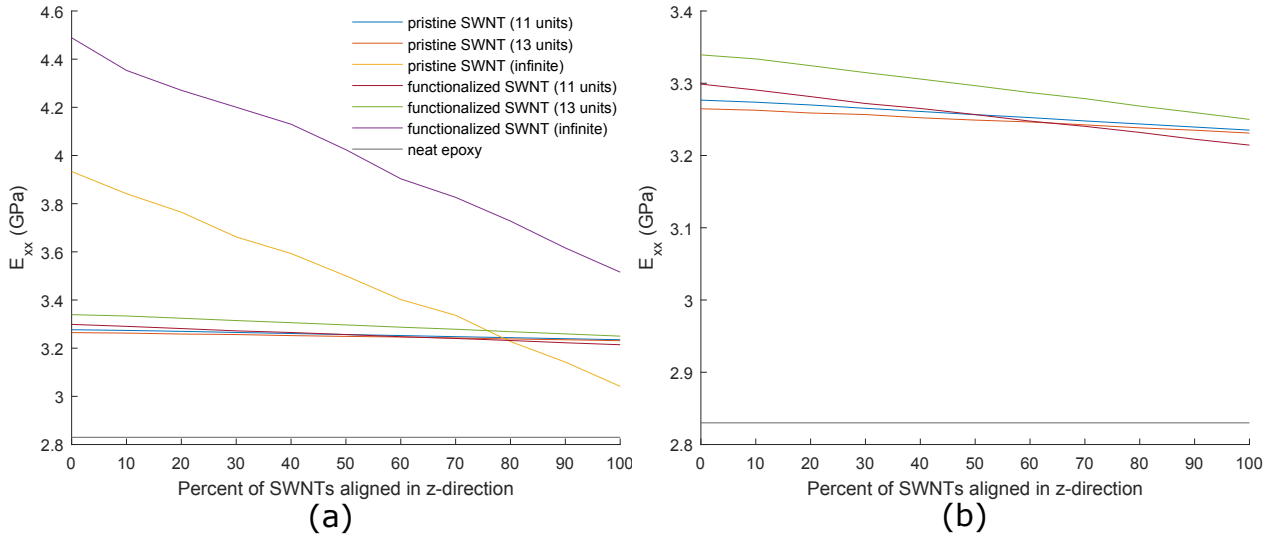 4.6
4.4
4.2
4
3.8
3.6
3.4
3.2
3
2.8
E_xx (GPa)
pristine SWNT (11 units)
pristine SWNT (13 units)
pristine SWNT (infinite)
functionalized SWNT (11 units)
functionalized SWNT (13 units)
functionalized SWNT (infinite)
neat epoxy
0 10 20 30 40 50 60 70 80 90 100
Percent of SWNTs aligned in z-direction
(a)
3.4
3.3
3.2
3.1
3
2.9
2.8
E_xx (GPa)
0 10 20 30 40 50 60 70 80 90 100
Percent of SWNTs aligned in z-direction
(b)